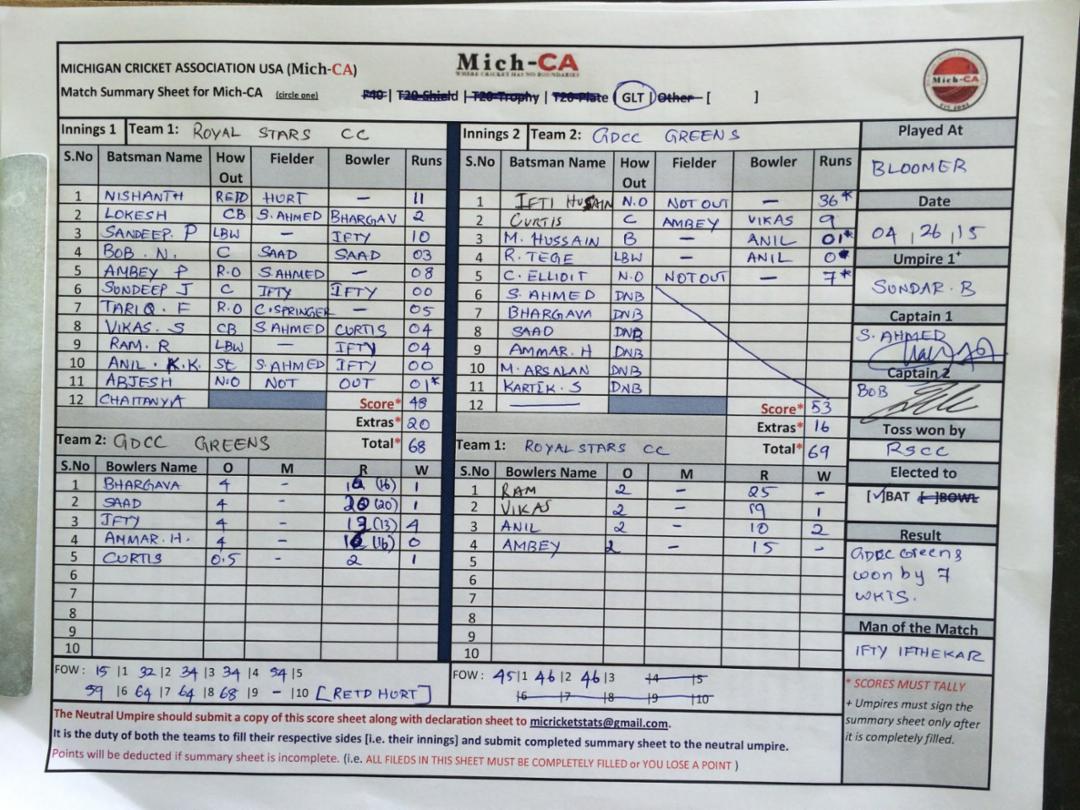 MICHIGAN CRICKET ASSOCIATION USA (Mich-CA)
Mich-CA
WHERE CRICKET HAS NO BOUNDARIES
Mich-CA
Match Summary Sheet for Mich-CA (circle one) F40 | T20-Shield | T20-Trophy | T20-Plate | GLT | Other - [ ]
Innings 1 Team 1: ROYAL STARS CC
S.No Batsman Name How Out Fielder Bowler Runs
1 NISHANTH RETD HURT — 11
2 LOKESH CB S.AHMED BHARGAV 2
3 SANDEEP. P LBW — IFTY 10
4 BOB . N. C SAAD SAAD 03
5 AMBEY P R.O S.AHMED — 08
6 SUNDEEP J C IFTY IFTY 00
7 TARIQ . F R.O C.SPRINGER — 05
8 VIKAS. S CB S.AHMED CURTIS 04
9 RAM. R LBW — IFTY 04
10 ANIL . K.K. St S.AHMED IFTY 00
11 ABJESH N.O NOT OUT 01*
12 CHAITANYA Score* 48
Extras* 20
Total* 68
Team 2: GDCC GREENS
S.No Bowlers Name O M R W
1 BHARGAVA 4 - (16) 1
2 SAAD 4 - 20 (20) 1
3 IFTY 4 - (13) 4
4 AMMAR. H. 4 - (16) 0
5 CURTIS 0.5 - 2 1
6
7
8
9
10
FOW : 15 |1 32 |2 34 |3 34 |4 54 |5
59 |6 64 |7 64 |8 68 |9 - |10 [RETD HURT]
Innings 2 Team 2: GDCC GREENS
S.No Batsman Name How Out Fielder Bowler Runs
1 IFTI HUSAIN N.O NOT OUT — 36*
2 CURTIS C AMBEY VIKAS 9
3 M. HUSSAIN B — ANIL 01*
4 R. TEGE LBW — ANIL 0*
5 C. ELLIOIT N.O NOTOUT — 7*
6 S. AHMED DNB
7 BHARGAVA DNB
8 SAAD DNB
9 AMMAR. H DNB
10 M. ARSALAN DNB
11 KARTIK . S DNB
12 — Score* 53
Extras* 16
Total* 69
Team 1: ROYAL STARS CC
S.No Bowlers Name O M R W
1 RAM 2 — 25 -
2 VIKAS 2 — 19 1
3 ANIL 2 — 10 2
4 AMBEY 2 — 15 -
5
6
7
8
9
10
FOW : 45|1 46|2 46|3 |4 |5
|6 |7 |8 |9 |10
Played At
BLOOMER
Date
04 , 26 , 15
Umpire 1+
SUNDAR. B
Captain 1
S. AHMED
Captain 2
BOB
Toss won by
RSCC
Elected to
[✓]BAT [ ]BOWL
Result
GDCC Greens
won by 7
WKTS.
Man of the Match
IFTY IFTHEKAR
* SCORES MUST TALLY
+ Umpires must sign the
summary sheet only after
it is completely filled.
The Neutral Umpire should submit a copy of this score sheet along with declaration sheet to micricketstats@gmail.com.
It is the duty of both the teams to fill their respective sides [i.e. their innings) and submit completed summary sheet to the neutral umpire.
Points will be deducted if summary sheet is incomplete. (i.e. ALL FILEDS IN THIS SHEET MUST BE COMPLETELY FILLED or YOU LOSE A POINT )